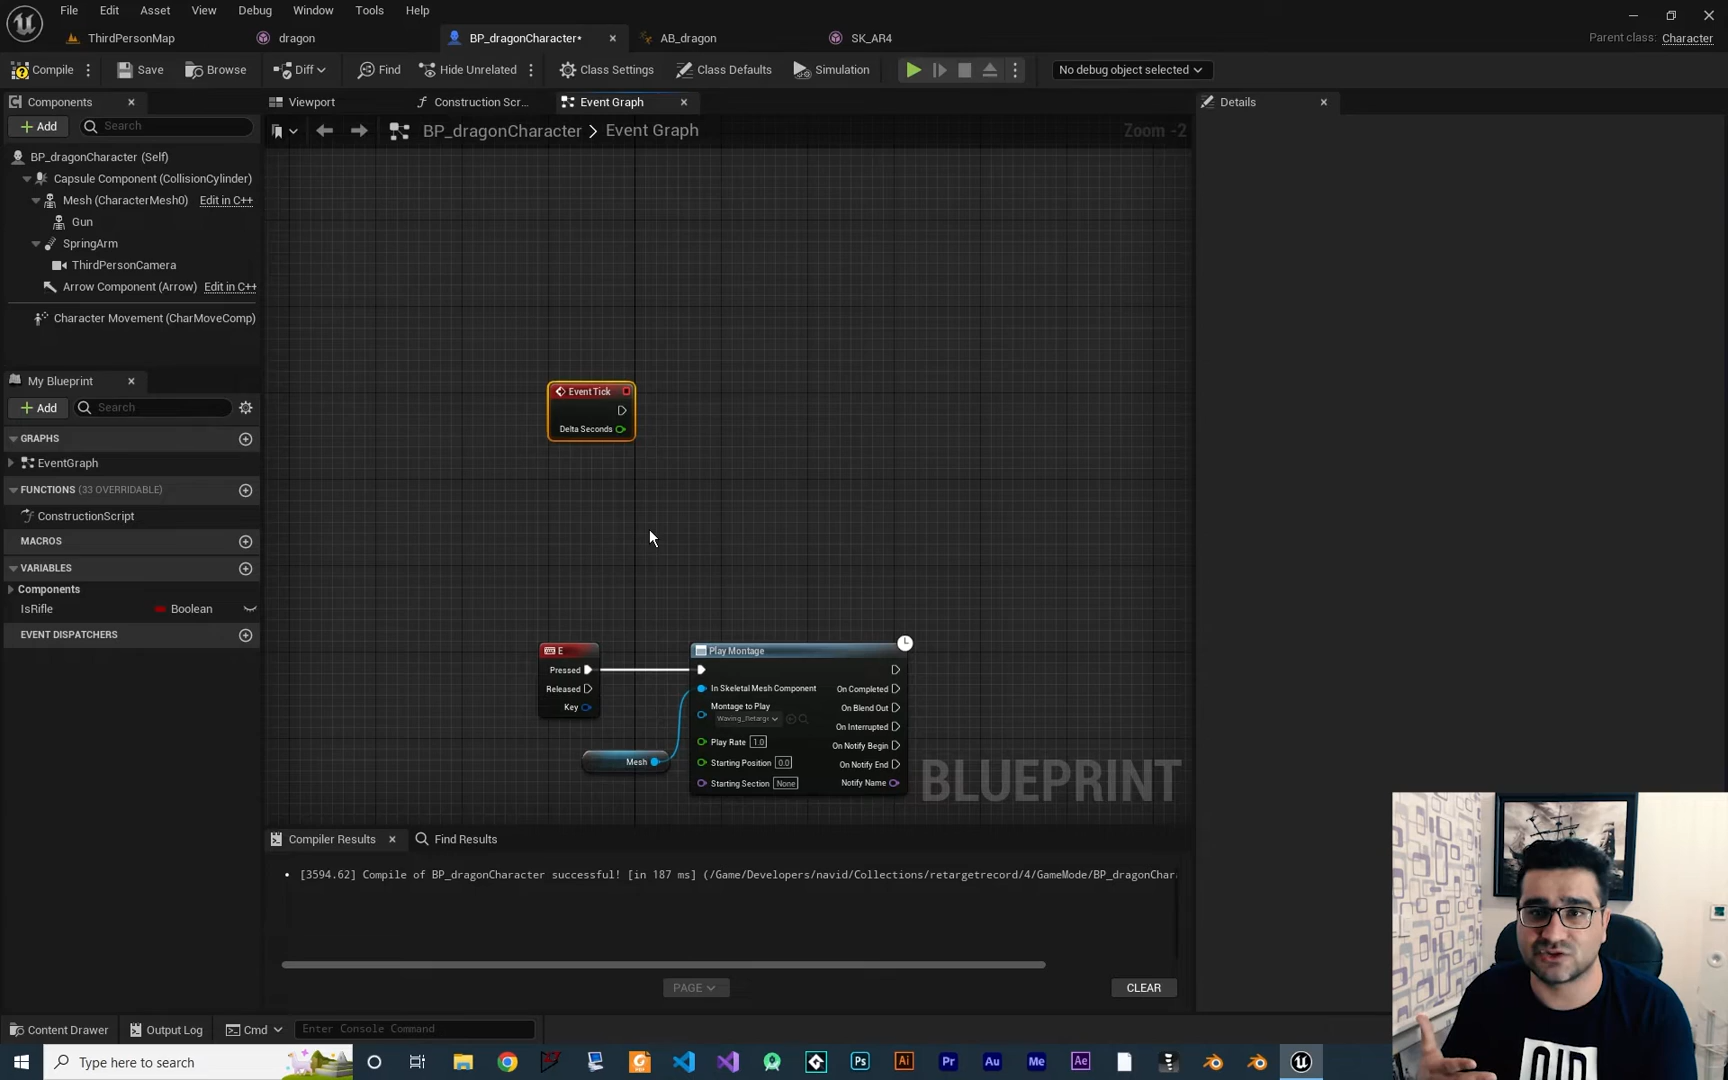 File Edit Asset View Debug Window Tools Help
ThirdPersonMap dragon BP_dragonCharacter* AB_dragon SK_AR4
Parent class: Character
Compile Save Browse Diff Find Hide Unrelated Class Settings Class Defaults Simulation No debug object selected
Components
Add Search
BP_dragonCharacter (Self)
Capsule Component (CollisionCylinder)
Mesh (CharacterMesh0) Edit in C++
Gun
SpringArm
ThirdPersonCamera
Arrow Component (Arrow) Edit in C++
Character Movement (CharMoveComp)
My Blueprint
Add Search
GRAPHS
EventGraph
FUNCTIONS (33 OVERRIDABLE)
ConstructionScript
MACROS
VARIABLES
Components
IsRifle Boolean
EVENT DISPATCHERS
Viewport Construction Scr... Event Graph
BP_dragonCharacter > Event Graph
Zoom -2
Event Tick
Delta Seconds
E
Pressed
Released
Key
Mesh
Play Montage
In Skeletal Mesh Component On Completed
Montage to Play On Blend Out
On Interrupted
Play Rate 1.0 On Notify Begin
Starting Position 0.0 On Notify End
Starting Section None Notify Name
BLUEPRINT
Details
Compiler Results Find Results
[3594.62] Compile of BP_dragonCharacter successful! [in 187 ms] (/Game/Developers/navid/Collections/retargetrecord/4/GameMode/BP_dragonChar
PAGE CLEAR
Content Drawer Output Log Cmd Enter Console Command
Type here to search
Ps Ai Pr Au Me Ae